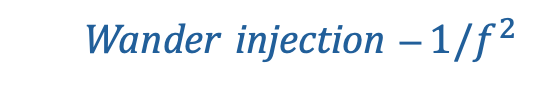 Wander injection – 1/f²